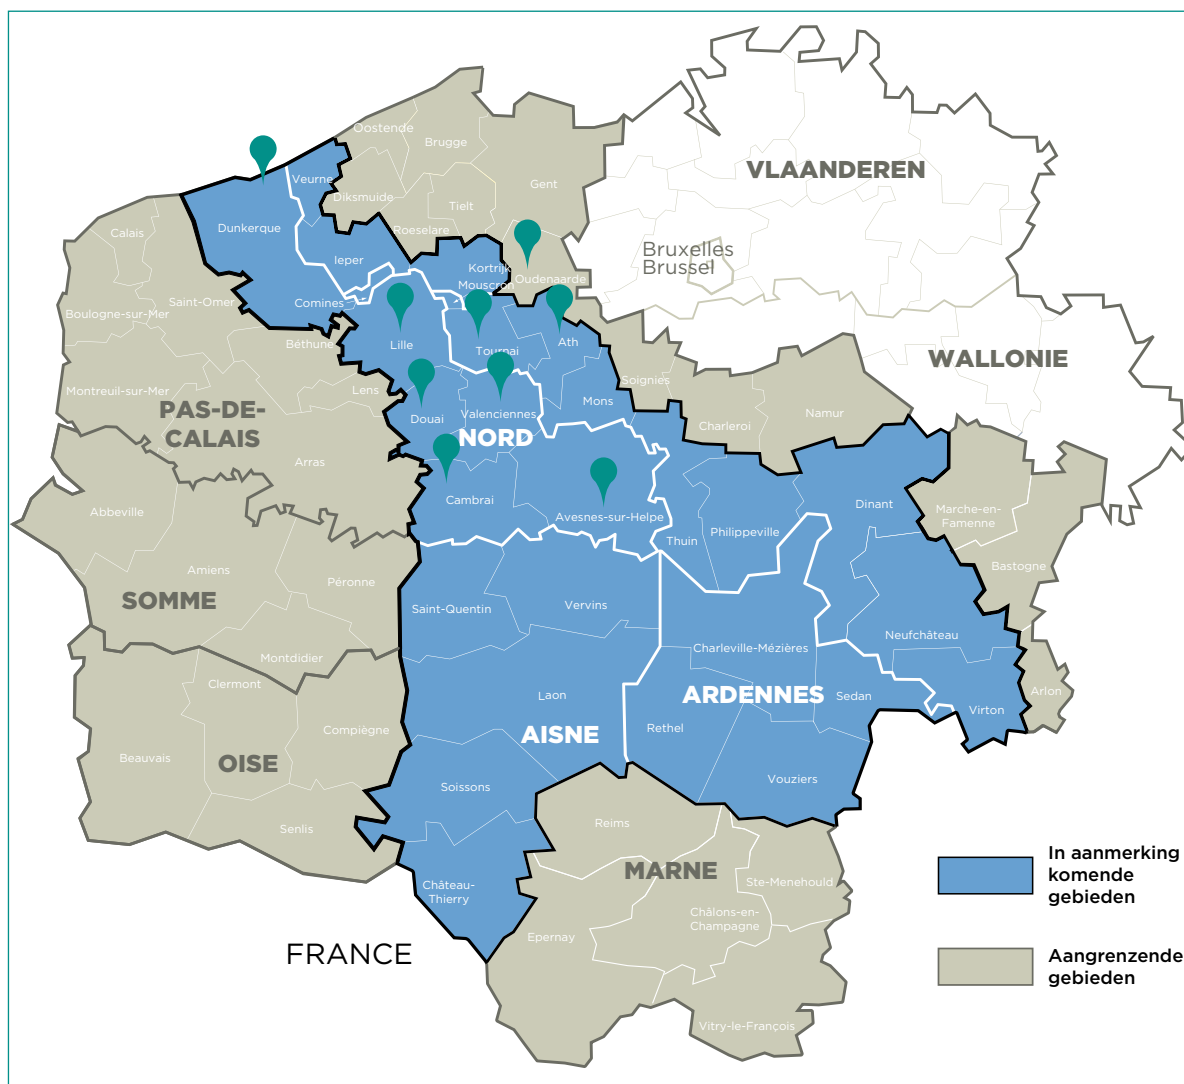 Oostende
Brugge
VLAANDEREN
Veurne
Gent
Diksmuide
Tielt
Dunkerque
Roeselare
Calais
Bruxelles
Brussel
Ieper
Kortrijk
Oudenaarde
Mouscron
Saint-Omer
Comines
Boulogne-sur-Mer
Béthune
Lille
Tournai
Ath
WALLONIE
Soignies
Montreuil-sur-Mer
Lens
Mons
PAS-DE-
CALAIS
Douai
Valenciennes
Charleroi
Namur
NORD
Arras
Cambrai
Dinant
Abbeville
Avesnes-sur-Helpe
Marche-en-
Famenne
Thuin
Philippeville
Amiens
Péronne
Bastogne
SOMME
Saint-Quentin
Vervins
Neufchâteau
Montdidier
Charleville-Mézières
Clermont
Laon
ARDENNES
Sedan
Arlon
Virton
Compiègne
AISNE
Rethel
Beauvais
OISE
Soissons
Vouziers
Senlis
Reims
MARNE
Château-
Thierry
Ste-Menehould
Châlons-en-
Champagne
Epernay
FRANCE
Vitry-le-François
In aanmerking
komende
gebieden
Aangrenzende
gebieden